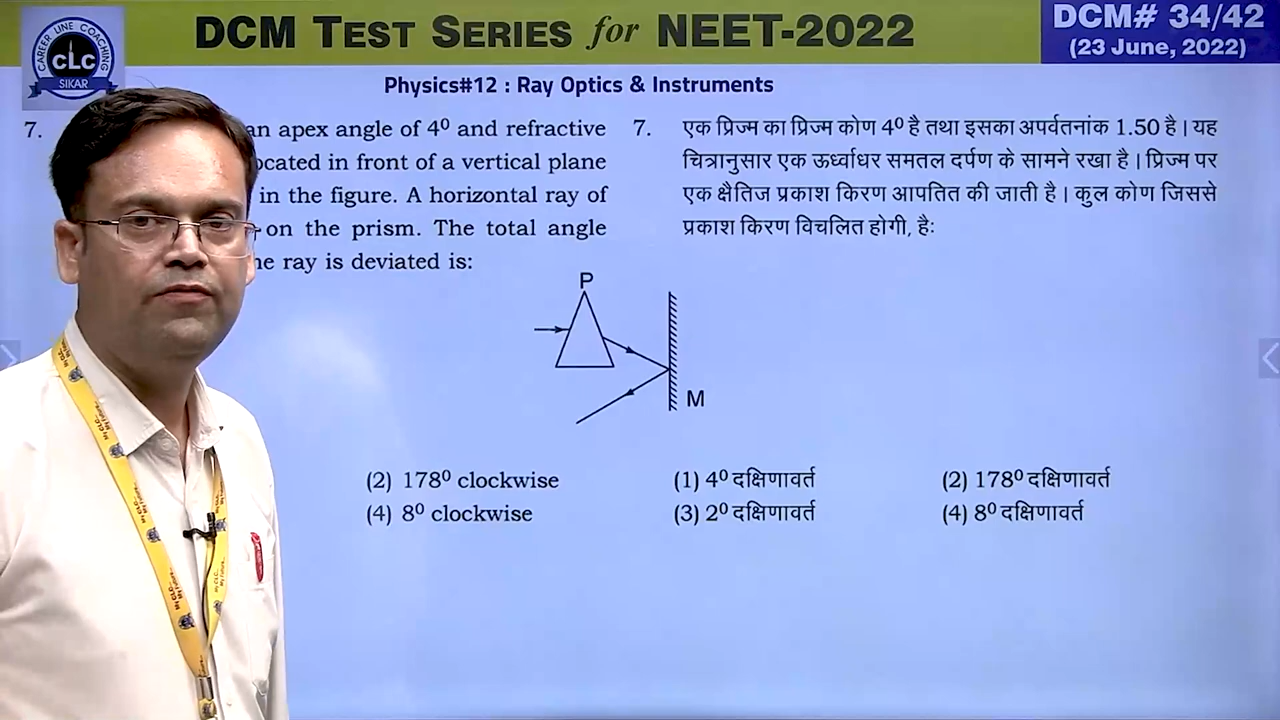 DCM TEST SERIES for NEET-2022
DCM# 34/42
(23 June, 2022)
CAREER LINE COACHING
CLC
SIKAR
Physics#12 : Ray Optics & Instruments
7.
an apex angle of 4⁰ and refractive
ocated in front of a vertical plane
in the figure. A horizontal ray of
on the prism. The total angle
he ray is deviated is:
7. एक प्रिज्म का प्रिज्म कोण 4⁰ है तथा इसका अपर्वतनांक 1.50 है। यह
चित्रानुसार एक ऊर्ध्वाधर समतल दर्पण के सामने रखा है। प्रिज्म पर
एक क्षैतिज प्रकाश किरण आपतित की जाती है। कुल कोण जिससे
प्रकाश किरण विचलित होगी, है:
P
M
(2) 178⁰ clockwise
(4) 8⁰ clockwise
(1) 4⁰ दक्षिणावर्त
(2) 178⁰ दक्षिणावर्त
(3) 2⁰ दक्षिणावर्त
(4) 8⁰ दक्षिणावर्त